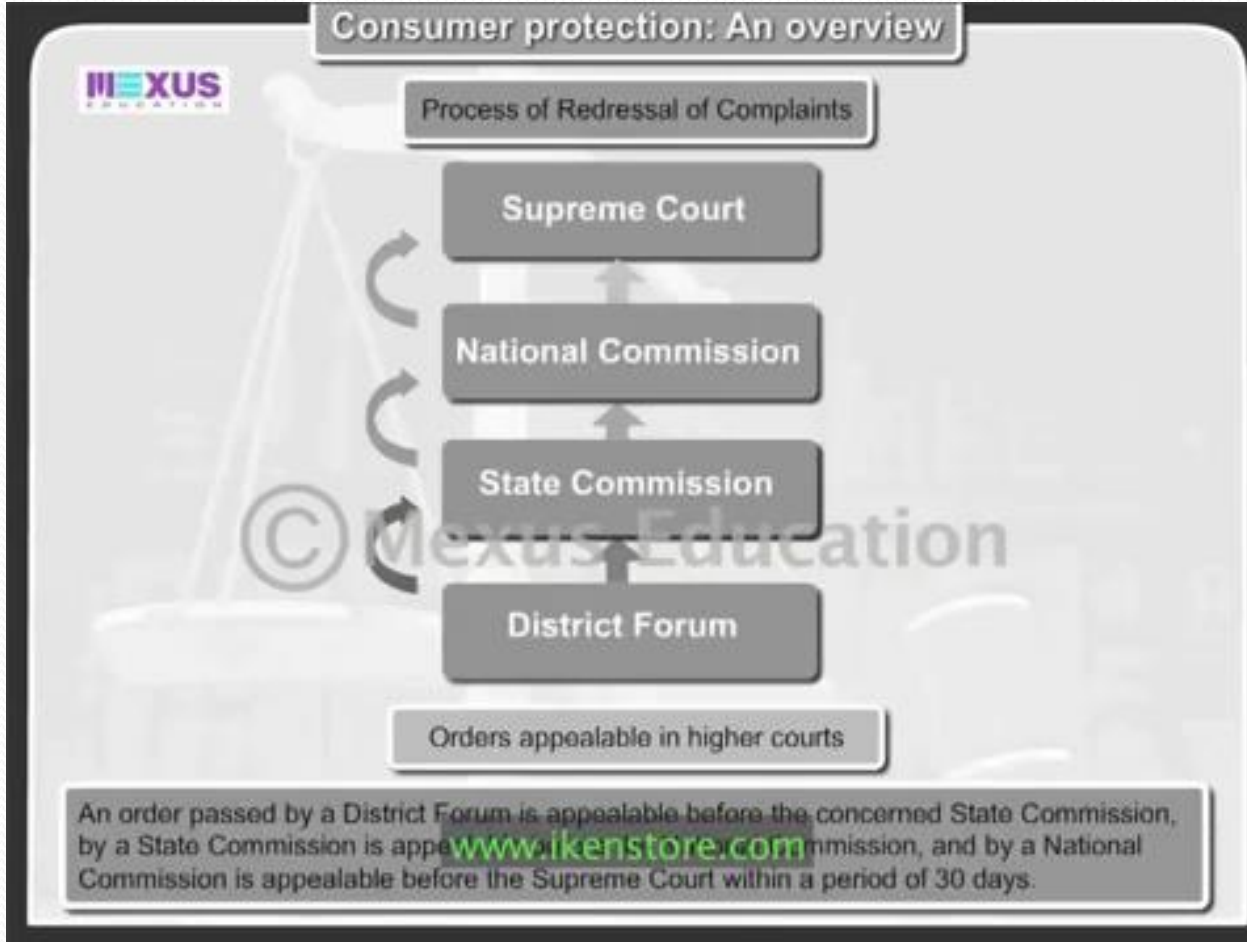 Consumer protection: An overview
MEXUS
EDUCATION
Process of Redressal of Complaints
Supreme Court
National Commission
State Commission
© Mexus Education
District Forum
Orders appealable in higher courts
An order passed by a District Forum is appealable before the concerned State Commission,
by a State Commission is appe mmission, and by a National
www.ikenstore.com
Commission is appealable before the Supreme Court within a period of 30 days.